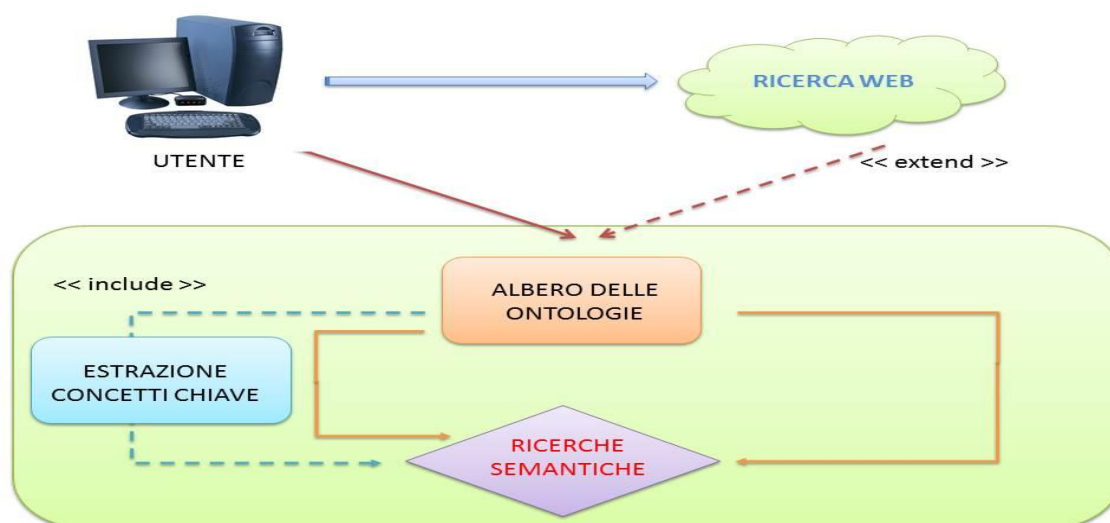 RICERCA WEB
UTENTE
<< extend >>
<< include >>
ALBERO DELLE
ONTOLOGIE
ESTRAZIONE
CONCETTI CHIAVE
RICERCHE
SEMANTICHE